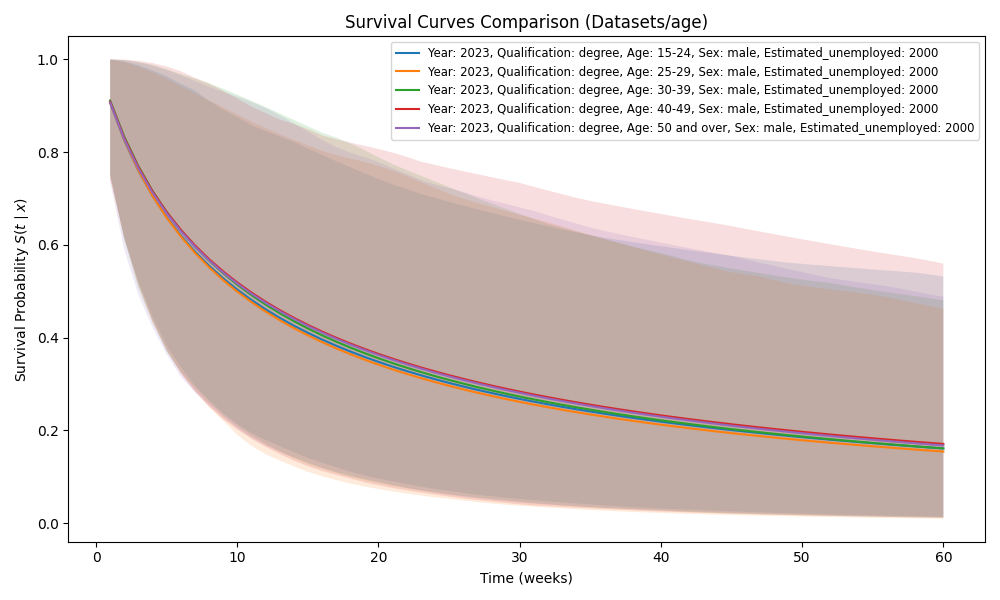 Survival Curves Comparison (Datasets/age)
Year: 2023, Qualification: degree, Age: 15-24, Sex: male, Estimated_unemployed: 2000
Year: 2023, Qualification: degree, Age: 25-29, Sex: male, Estimated_unemployed: 2000
Year: 2023, Qualification: degree, Age: 30-39, Sex: male, Estimated_unemployed: 2000
Year: 2023, Qualification: degree, Age: 40-49, Sex: male, Estimated_unemployed: 2000
Year: 2023, Qualification: degree, Age: 50 and over, Sex: male, Estimated_unemployed: 2000
Survival Probability S(t | x)
1.0
0.8
0.6
0.4
0.2
0.0
0 10 20 30 40 50 60
Time (weeks)